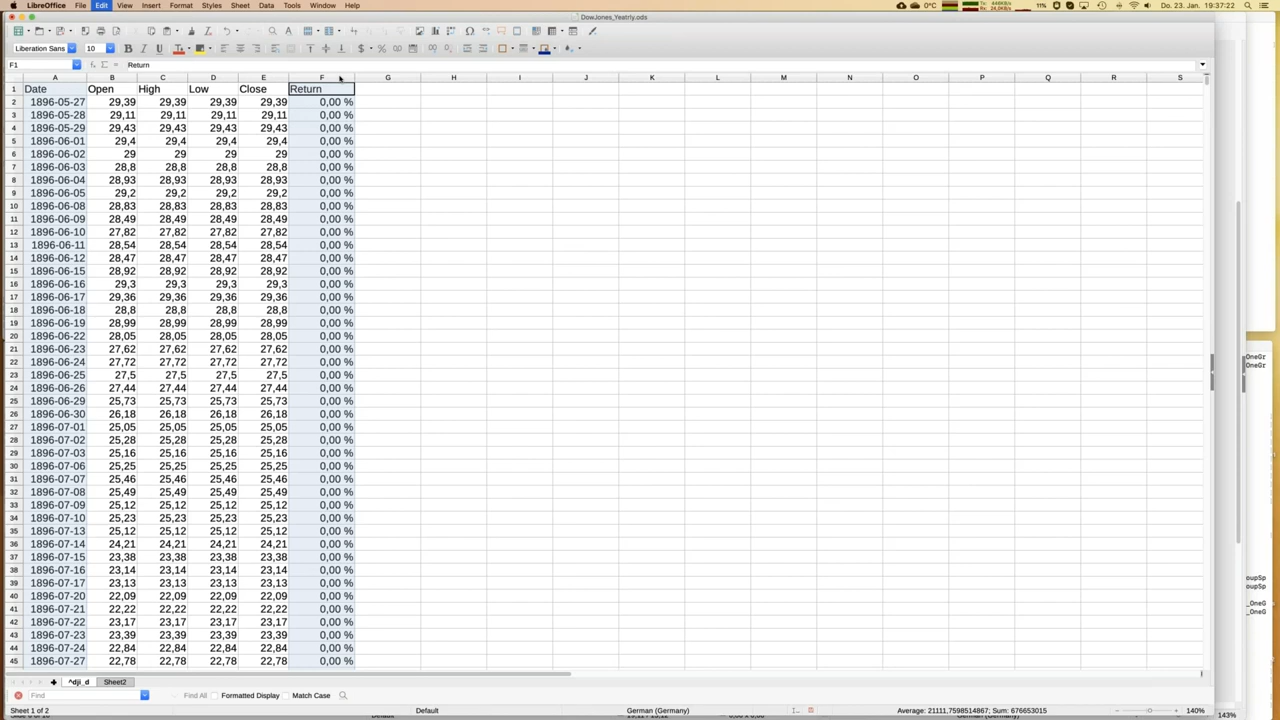 LibreOffice File Edit View Insert Format Styles Sheet Data Tools Window Help 0°C 11% Do. 23. Jan. 19:37:22
DowJones_Yeatrly.ods
Liberation Sans 10
F1 Return
A B C D E F G H I J K L M N O P Q R S
1 Date Open High Low Close Return
2 1896-05-27 29,39 29,39 29,39 29,39 0,00 %
3 1896-05-28 29,11 29,11 29,11 29,11 0,00 %
4 1896-05-29 29,43 29,43 29,43 29,43 0,00 %
5 1896-06-01 29,4 29,4 29,4 29,4 0,00 %
6 1896-06-02 29 29 29 29 0,00 %
7 1896-06-03 28,8 28,8 28,8 28,8 0,00 %
8 1896-06-04 28,93 28,93 28,93 28,93 0,00 %
9 1896-06-05 29,2 29,2 29,2 29,2 0,00 %
10 1896-06-08 28,83 28,83 28,83 28,83 0,00 %
11 1896-06-09 28,49 28,49 28,49 28,49 0,00 %
12 1896-06-10 27,82 27,82 27,82 27,82 0,00 %
13 1896-06-11 28,54 28,54 28,54 28,54 0,00 %
14 1896-06-12 28,47 28,47 28,47 28,47 0,00 %
15 1896-06-15 28,92 28,92 28,92 28,92 0,00 %
16 1896-06-16 29,3 29,3 29,3 29,3 0,00 %
17 1896-06-17 29,36 29,36 29,36 29,36 0,00 %
18 1896-06-18 28,8 28,8 28,8 28,8 0,00 %
19 1896-06-19 28,99 28,99 28,99 28,99 0,00 %
20 1896-06-22 28,05 28,05 28,05 28,05 0,00 %
21 1896-06-23 27,62 27,62 27,62 27,62 0,00 %
22 1896-06-24 27,72 27,72 27,72 27,72 0,00 %
23 1896-06-25 27,5 27,5 27,5 27,5 0,00 %
24 1896-06-26 27,44 27,44 27,44 27,44 0,00 %
25 1896-06-29 25,73 25,73 25,73 25,73 0,00 %
26 1896-06-30 26,18 26,18 26,18 26,18 0,00 %
27 1896-07-01 25,05 25,05 25,05 25,05 0,00 %
28 1896-07-02 25,28 25,28 25,28 25,28 0,00 %
29 1896-07-03 25,16 25,16 25,16 25,16 0,00 %
30 1896-07-06 25,25 25,25 25,25 25,25 0,00 %
31 1896-07-07 25,46 25,46 25,46 25,46 0,00 %
32 1896-07-08 25,49 25,49 25,49 25,49 0,00 %
33 1896-07-09 25,12 25,12 25,12 25,12 0,00 %
34 1896-07-10 25,23 25,23 25,23 25,23 0,00 %
35 1896-07-13 25,12 25,12 25,12 25,12 0,00 %
36 1896-07-14 24,21 24,21 24,21 24,21 0,00 %
37 1896-07-15 23,38 23,38 23,38 23,38 0,00 %
38 1896-07-16 23,14 23,14 23,14 23,14 0,00 %
39 1896-07-17 23,13 23,13 23,13 23,13 0,00 %
40 1896-07-20 22,09 22,09 22,09 22,09 0,00 %
41 1896-07-21 22,22 22,22 22,22 22,22 0,00 %
42 1896-07-22 23,17 23,17 23,17 23,17 0,00 %
43 1896-07-23 23,39 23,39 23,39 23,39 0,00 %
44 1896-07-24 22,84 22,84 22,84 22,84 0,00 %
45 1896-07-27 22,78 22,78 22,78 22,78 0,00 %
OneGr
OneGr
oupSp
_OneG
_OneG
^dji_d Sheet2
Find Find All Formatted Display Match Case
Sheet 1 of 2 Default German (Germany) Average: 21111,7598514867; Sum: 676653015 140%
143%